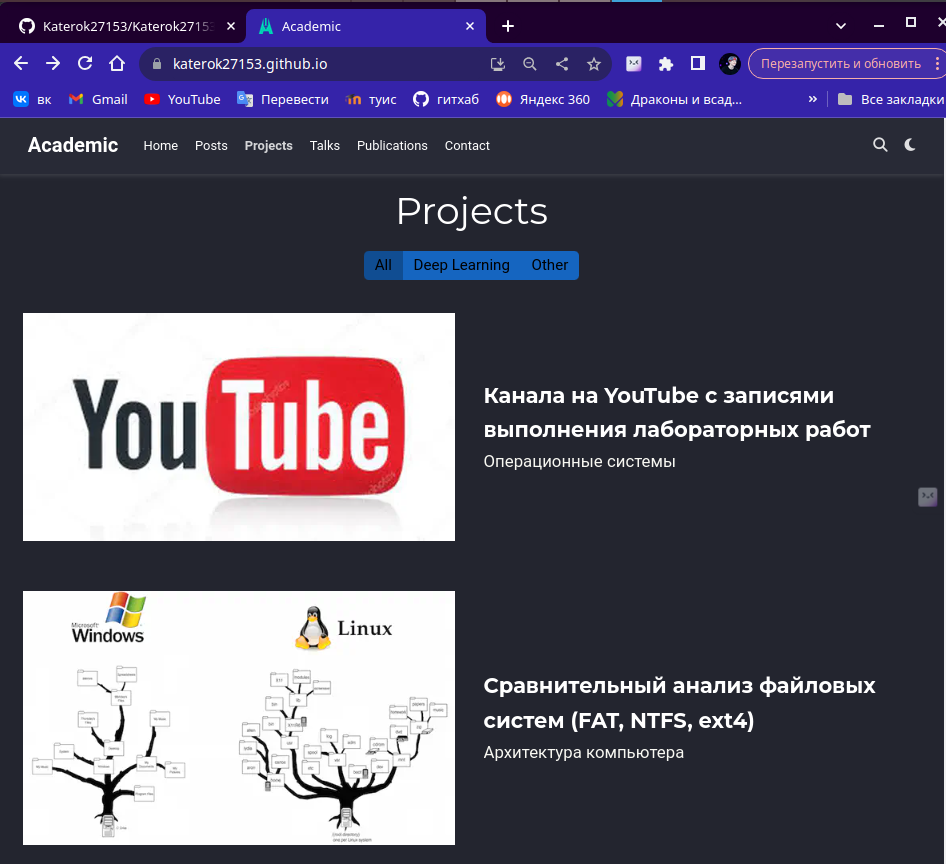 Katerok27153/Katerok2715
Academic
katerok27153.github.io
Перезапустить и обновить
вк
Gmail
YouTube
Перевести
туис
гитхаб
Яндекс 360
Драконы и всад...
»
Все закладки
Academic
Home
Posts
Projects
Talks
Publications
Contact
Projects
All
Deep Learning
Other
YouTube
Канала на YouTube с записями
выполнения лабораторных работ
Операционные системы
Microsoft
Windows
Linux
Сравнительный анализ файловых
систем (FAT, NTFS, ext4)
Архитектура компьютера